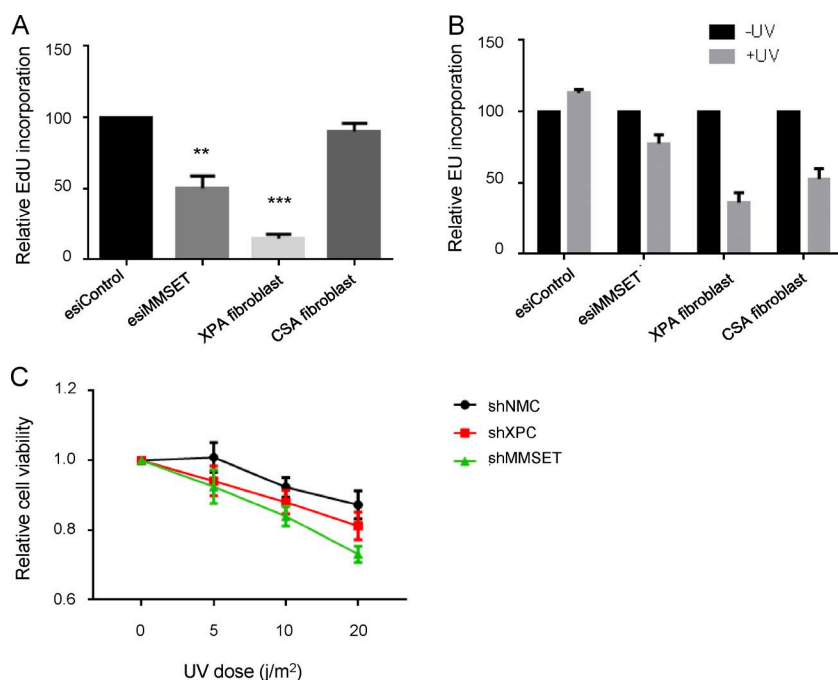 A
Relative EdU incorporation
150
100
50
0
**
***
esiControl
esiMMSET
XPA fibroblast
CSA fibroblast
B
Relative EU incorporation
150
100
50
0
-UV
+UV
esiControl
esiMMSET
XPA fibroblast
CSA fibroblast
C
Relative cell viability
1.2
1.0
0.8
0.6
0
5
10
20
UV dose (j/m²)
shNMC
shXPC
shMMSET